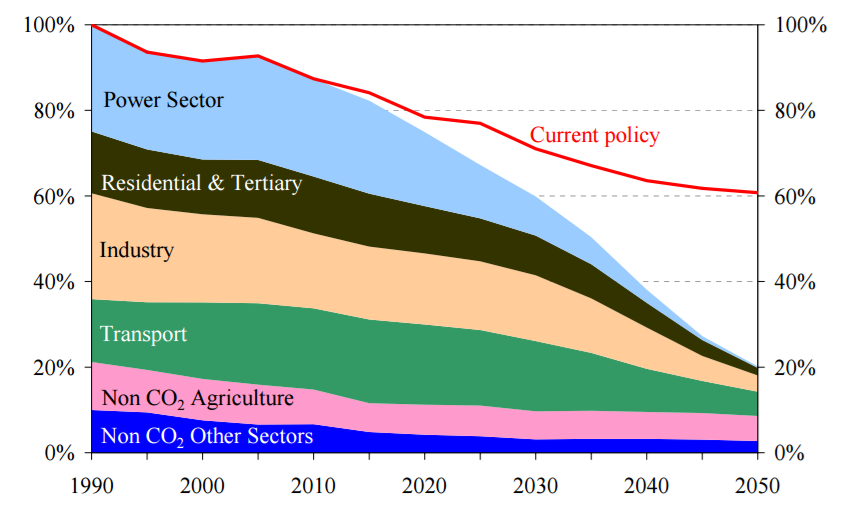 100% 100%
Power Sector
80% 80%
Current policy
Residential & Tertiary
60% 60%
Industry
40% 40%
Transport
20% 20%
Non CO₂ Agriculture
Non CO₂ Other Sectors
0% 0%
1990 2000 2010 2020 2030 2040 2050